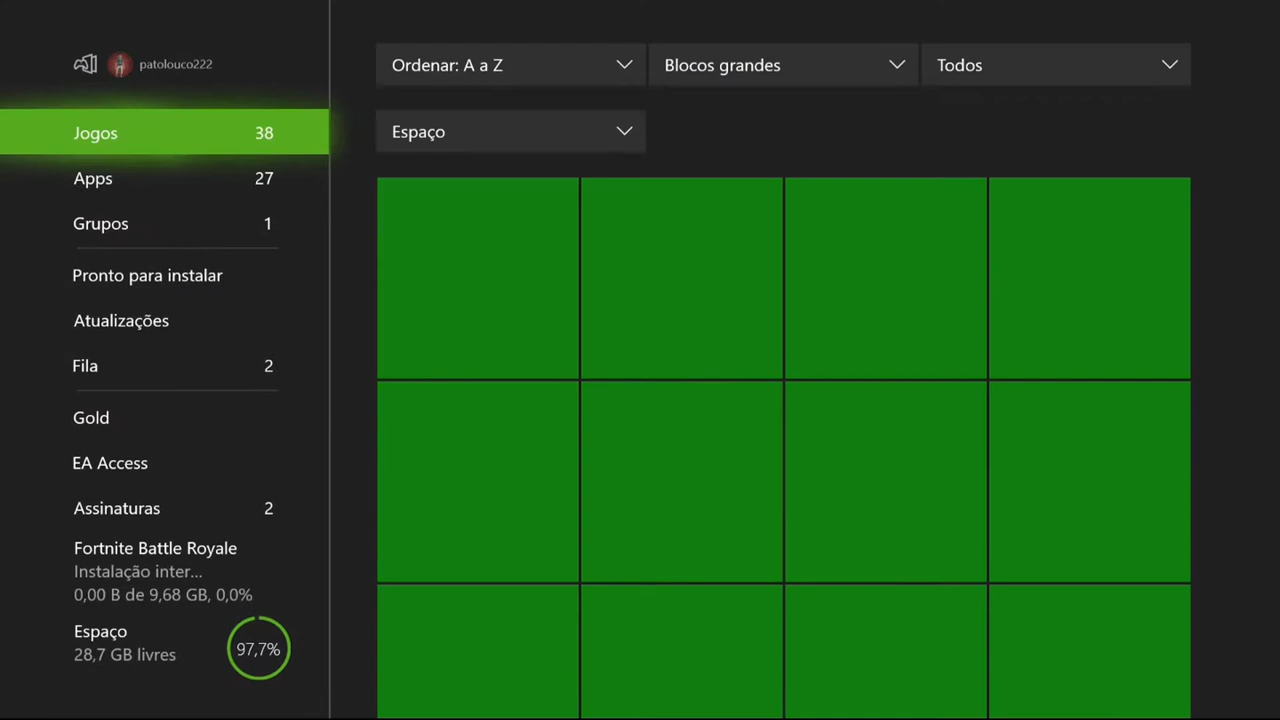 patolouco222
Jogos 38
Apps 27
Grupos 1
Pronto para instalar
Atualizações
Fila 2
Gold
EA Access
Assinaturas 2
Fortnite Battle Royale
Instalação inter...
0,00 B de 9,68 GB, 0,0%
Espaço
28,7 GB livres
97,7%
Ordenar: A a Z
Blocos grandes
Todos
Espaço